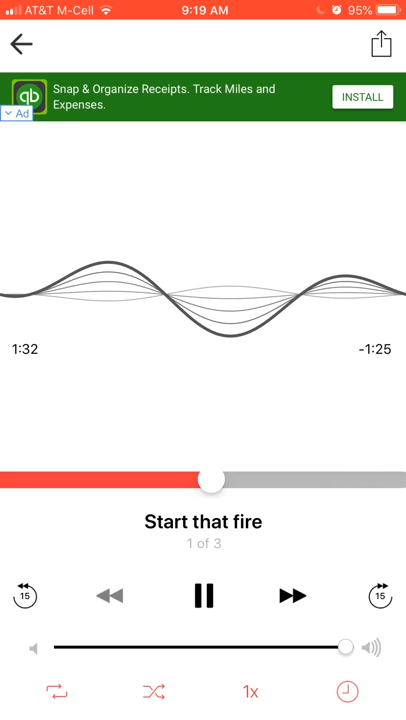 AT&T M-Cell
9:19 AM
95%
qb
Snap & Organize Receipts. Track Miles and
Expenses.
INSTALL
Ad
1:32
-1:25
Start that fire
1 of 3
15
15
1x